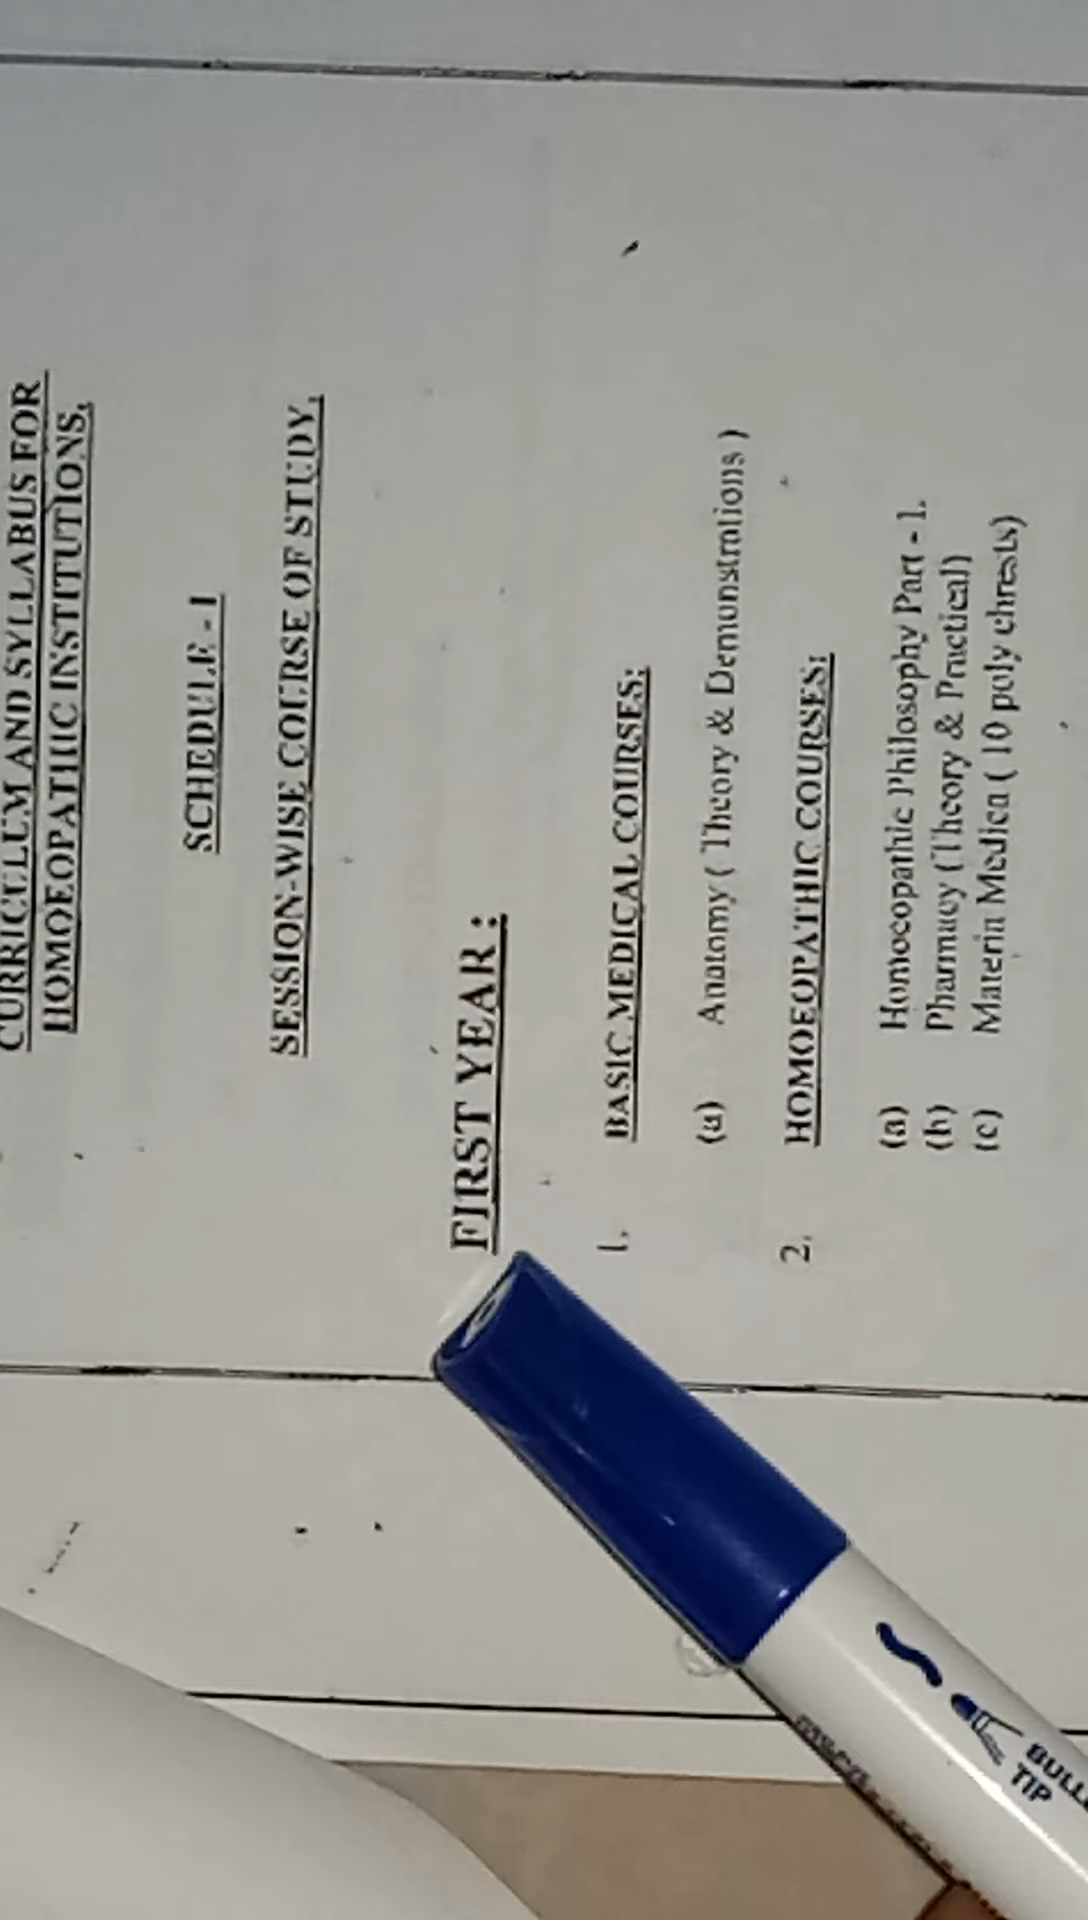 CURRICULUM AND SYLLABUS FOR
HOMOEOPATHIC INSTITUTIONS.
SCHEDULE - I
SESSION-WISE COURSE OF STUDY.
FIRST YEAR :
1. BASIC MEDICAL COURSES:
(a) Anatomy ( Theory & Demonstrations )
2. HOMOEOPATHIC COURSES:
(a) Homoeopathic Philosophy Part - 1.
(b) Pharmacy (Theory & Practical)
(c) Materia Medica ( 10 poly chrests)
TIP